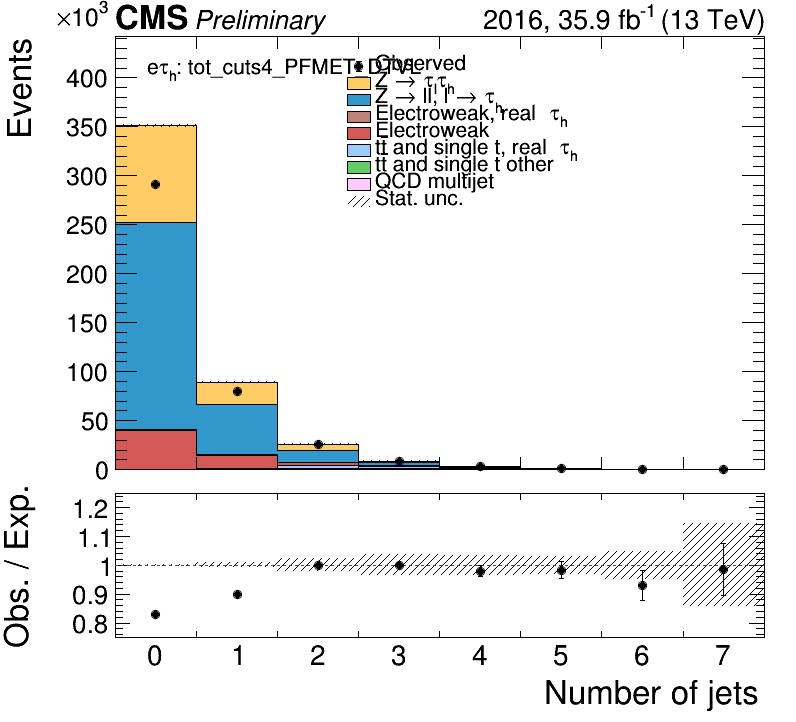 ×10³ CMS Preliminary 2016, 35.9 fb⁻¹ (13 TeV)
Events
eτₕ: tot_cuts4_PFMET
Observed
Z → τₗτₕ
Z → ll, l → τₕ
Electroweak, real τₕ
Electroweak
tt̅ and single t, real τₕ
tt̅ and single t other
QCD multijet
Stat. unc.
400
350
300
250
200
150
100
50
0
Obs. / Exp.
1.2
1.1
1
0.9
0.8
0 1 2 3 4 5 6 7
Number of jets